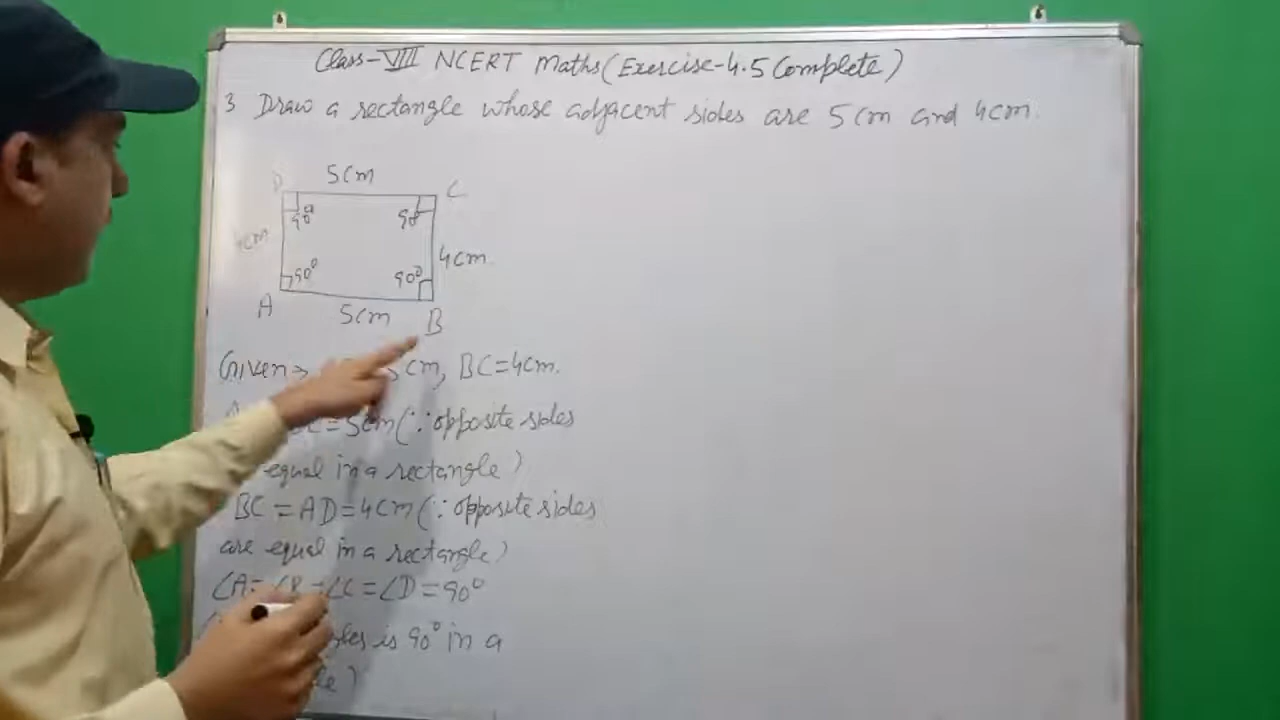 Class-VIII NCERT Maths (Exercise-4.5 Complete)
3 Draw a rectangle whose adjacent sides are 5cm and 4cm.
5cm
D C
90° 90°
4cm 4cm
90° 90°
A B
5cm
Given → 5cm, BC=4cm.
=5cm (∵ opposite sides
equal in a rectangle)
BC = AD = 4cm (∵ opposite sides
are equal in a rectangle)
∠A= ∠B =∠C = ∠D = 90°
is 90° in a